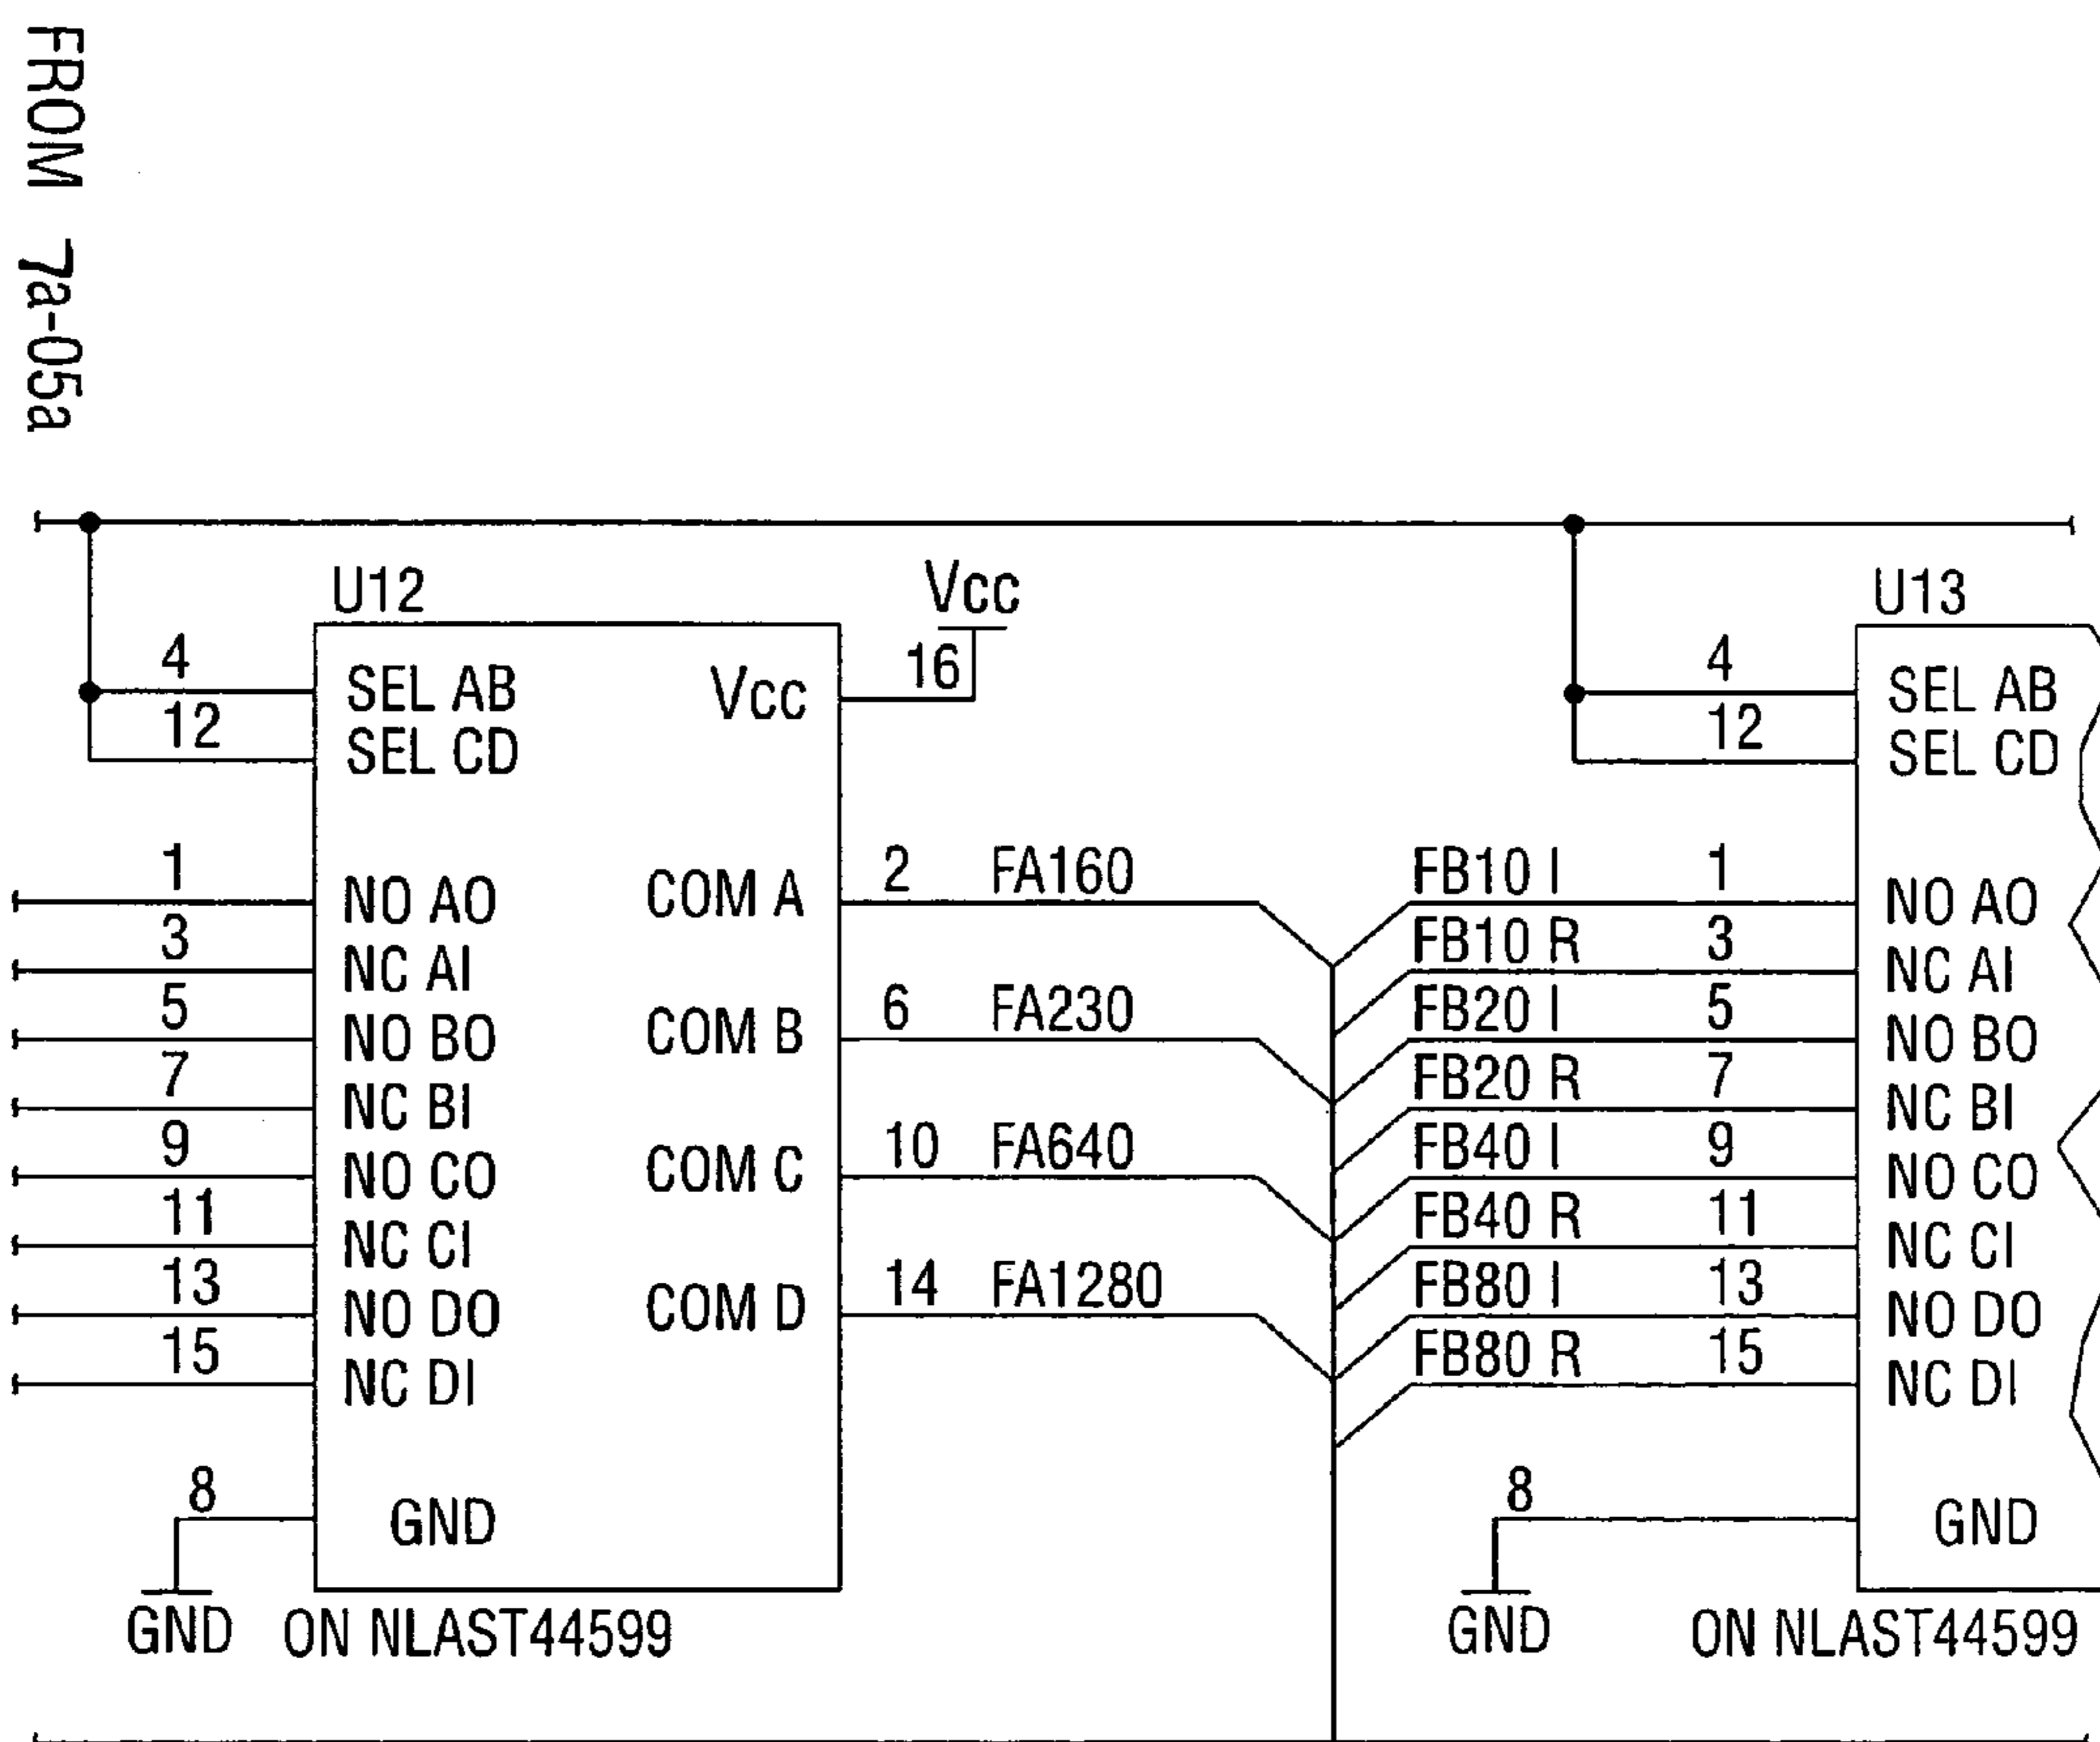 FROM 7a-05a
U12
4 SEL AB
12 SEL CD
Vcc 16 Vcc
1 NO AO
3 NC AI
5 NO BO
7 NC BI
9 NO CO
11 NC CI
13 NO DO
15 NC DI
8 GND
GND
COM A 2 FA160
COM B 6 FA230
COM C 10 FA640
COM D 14 FA1280
ON NLAST44599
U13
4 SEL AB
12 SEL CD
FB10 I 1 NO AO
FB10 R 3 NC AI
FB20 I 5 NO BO
FB20 R 7 NC BI
FB40 I 9 NO CO
FB40 R 11 NC CI
FB80 I 13 NO DO
FB80 R 15 NC DI
8 GND
GND
ON NLAST44599